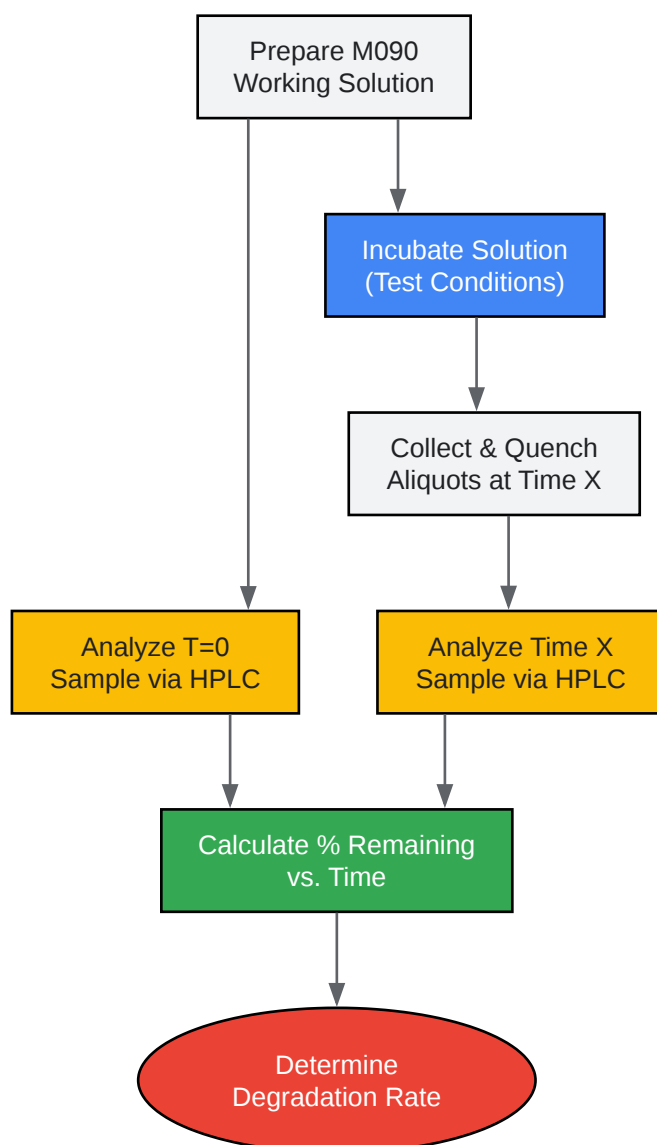 Prepare M090
Working Solution
Incubate Solution
(Test Conditions)
Collect & Quench
Aliquots at Time X
Analyze T=0
Sample via HPLC
Analyze Time X
Sample via HPLC
Calculate % Remaining
vs. Time
Determine
Degradation Rate